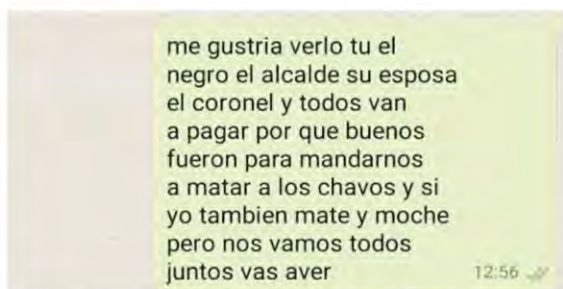 me gustria verlo tu el
negro el alcalde su esposa
el coronel y todos van
a pagar por que buenos
fueron para mandarnos
a matar a los chavos y si
yo tambien mate y moche
pero nos vamos todos
juntos vas aver
12:56